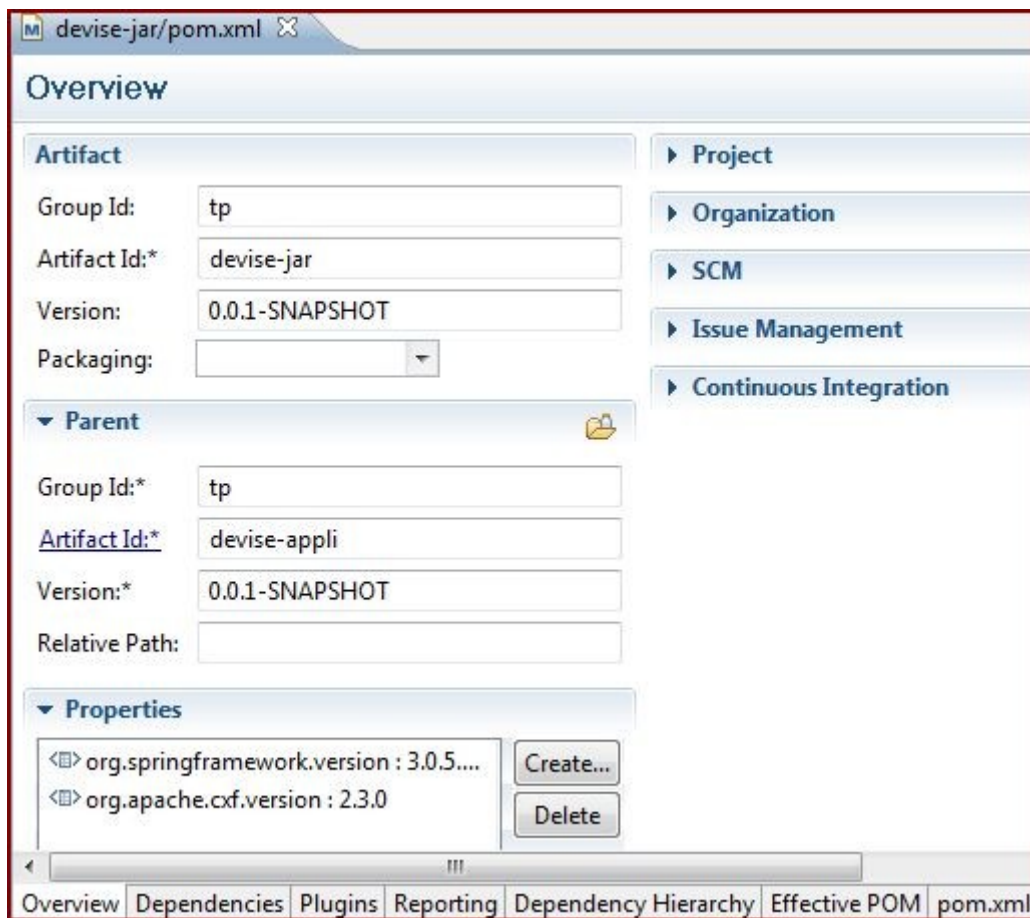 devise-jar/pom.xml
Overview
Artifact
Group Id: tp
Artifact Id:* devise-jar
Version: 0.0.1-SNAPSHOT
Packaging:
Parent
Group Id:* tp
Artifact Id:* devise-appli
Version:* 0.0.1-SNAPSHOT
Relative Path:
Properties
org.springframework.version : 3.0.5.... Create...
org.apache.cxf.version : 2.3.0
Delete
Project
Organization
SCM
Issue Management
Continuous Integration
Overview Dependencies Plugins Reporting Dependency Hierarchy Effective POM pom.xml